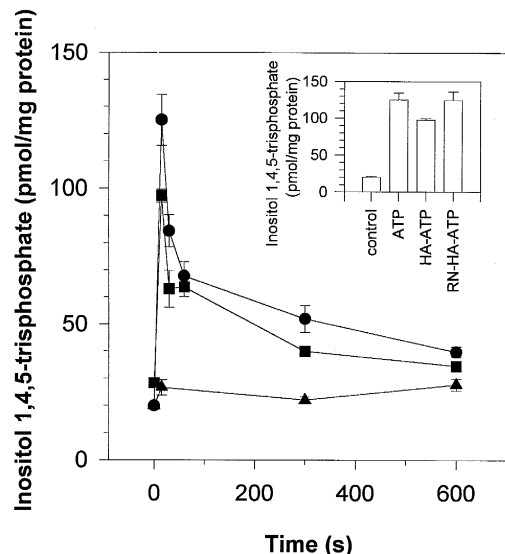 Inositol 1,4,5-trisphosphate (pmol/mg protein)
150
100
50
0
0
200
400
600
Time (s)
Inositol 1,4,5-trisphosphate
(pmol/mg protein)
150
100
50
0
control
ATP
HA-ATP
RN-HA-ATP